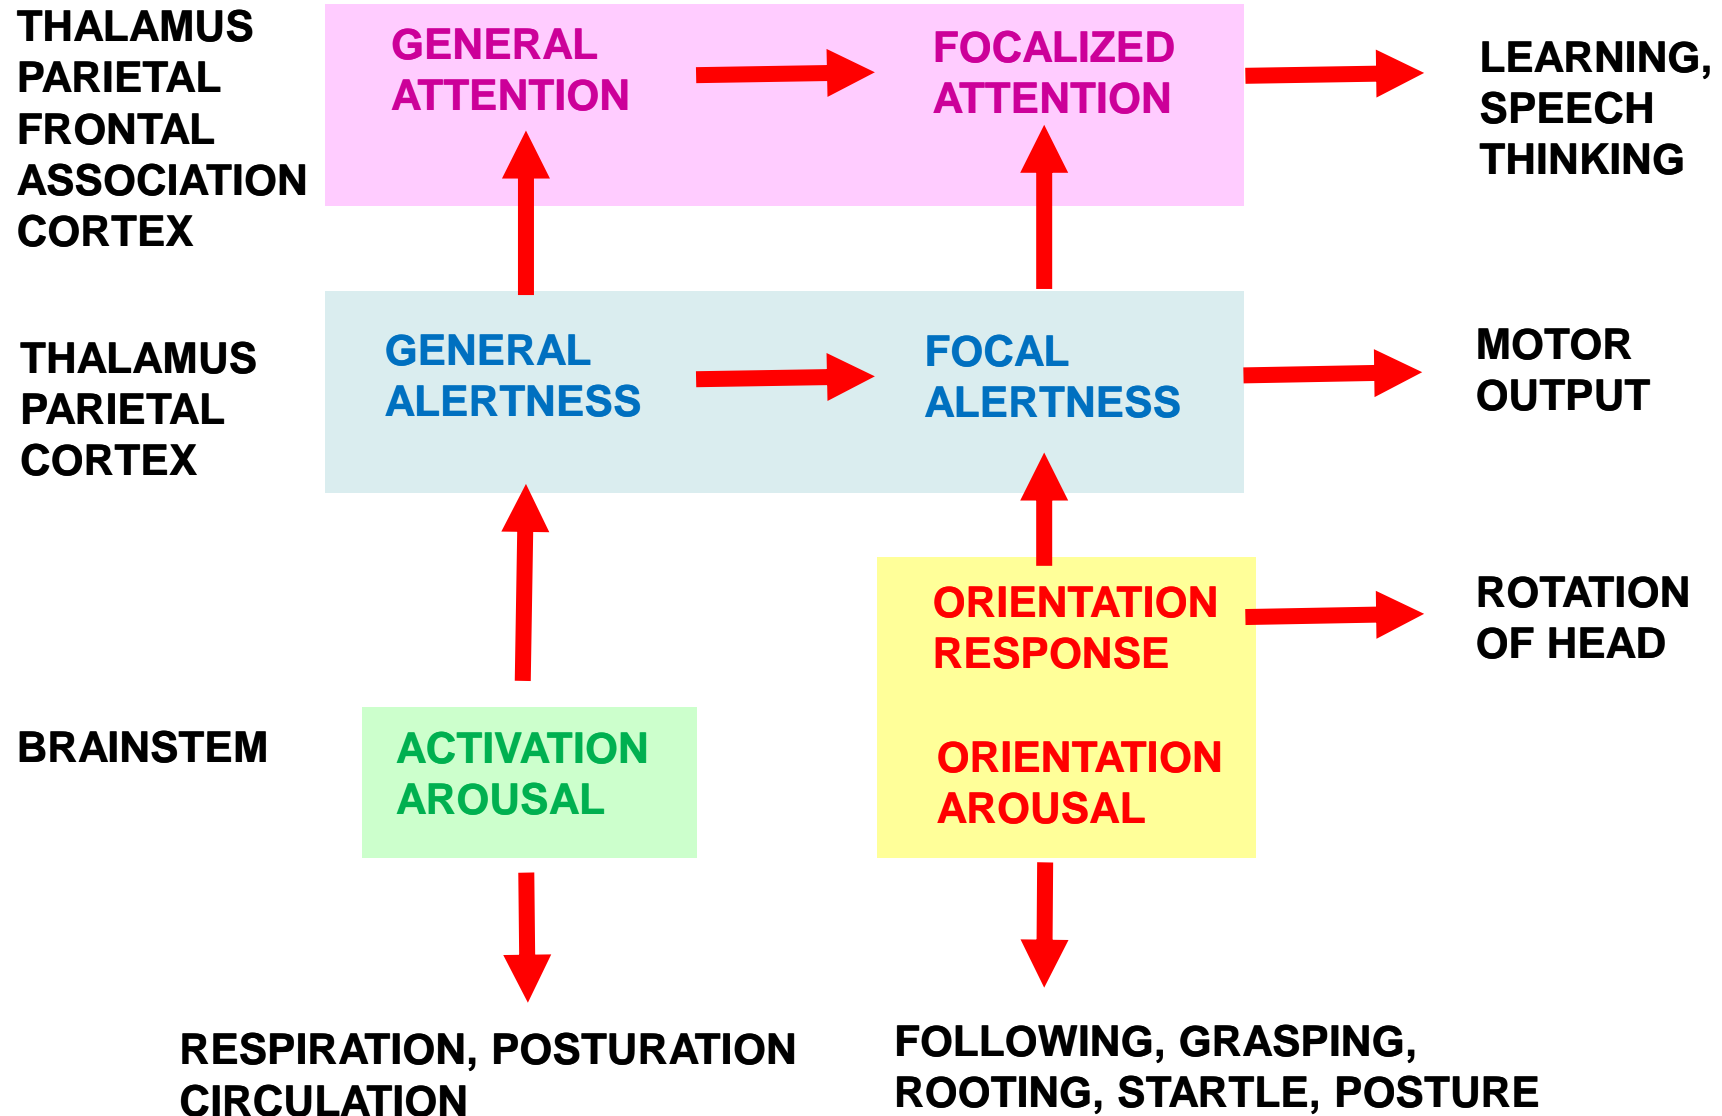 THALAMUS
PARIETAL
FRONTAL
ASSOCIATION
CORTEX
GENERAL
ATTENTION
FOCALIZED
ATTENTION
LEARNING,
SPEECH
THINKING
THALAMUS
PARIETAL
CORTEX
GENERAL
ALERTNESS
FOCAL
ALERTNESS
MOTOR
OUTPUT
ORIENTATION
RESPONSE
ROTATION
OF HEAD
BRAINSTEM
ACTIVATION
AROUSAL
ORIENTATION
AROUSAL
RESPIRATION, POSTURATION
CIRCULATION
FOLLOWING, GRASPING,
ROOTING, STARTLE, POSTURE